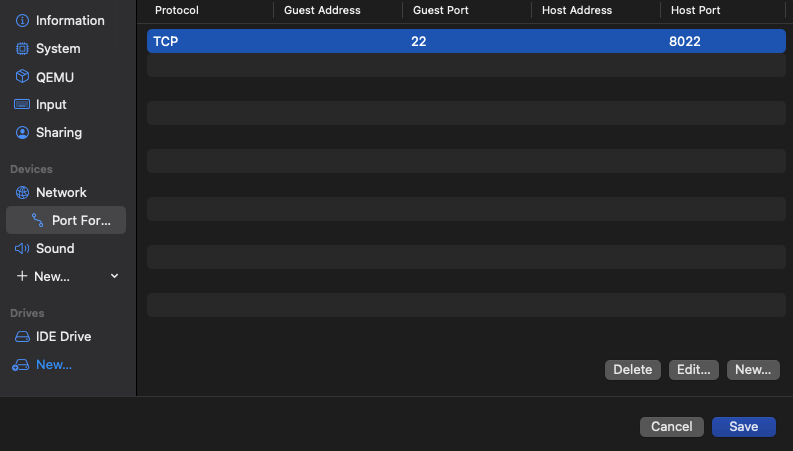 Information
System
QEMU
Input
Sharing
Devices
Network
Port For...
Sound
New...
Drives
IDE Drive
New...
Protocol Guest Address Guest Port Host Address Host Port
TCP 22 8022
Delete Edit... New...
Cancel Save